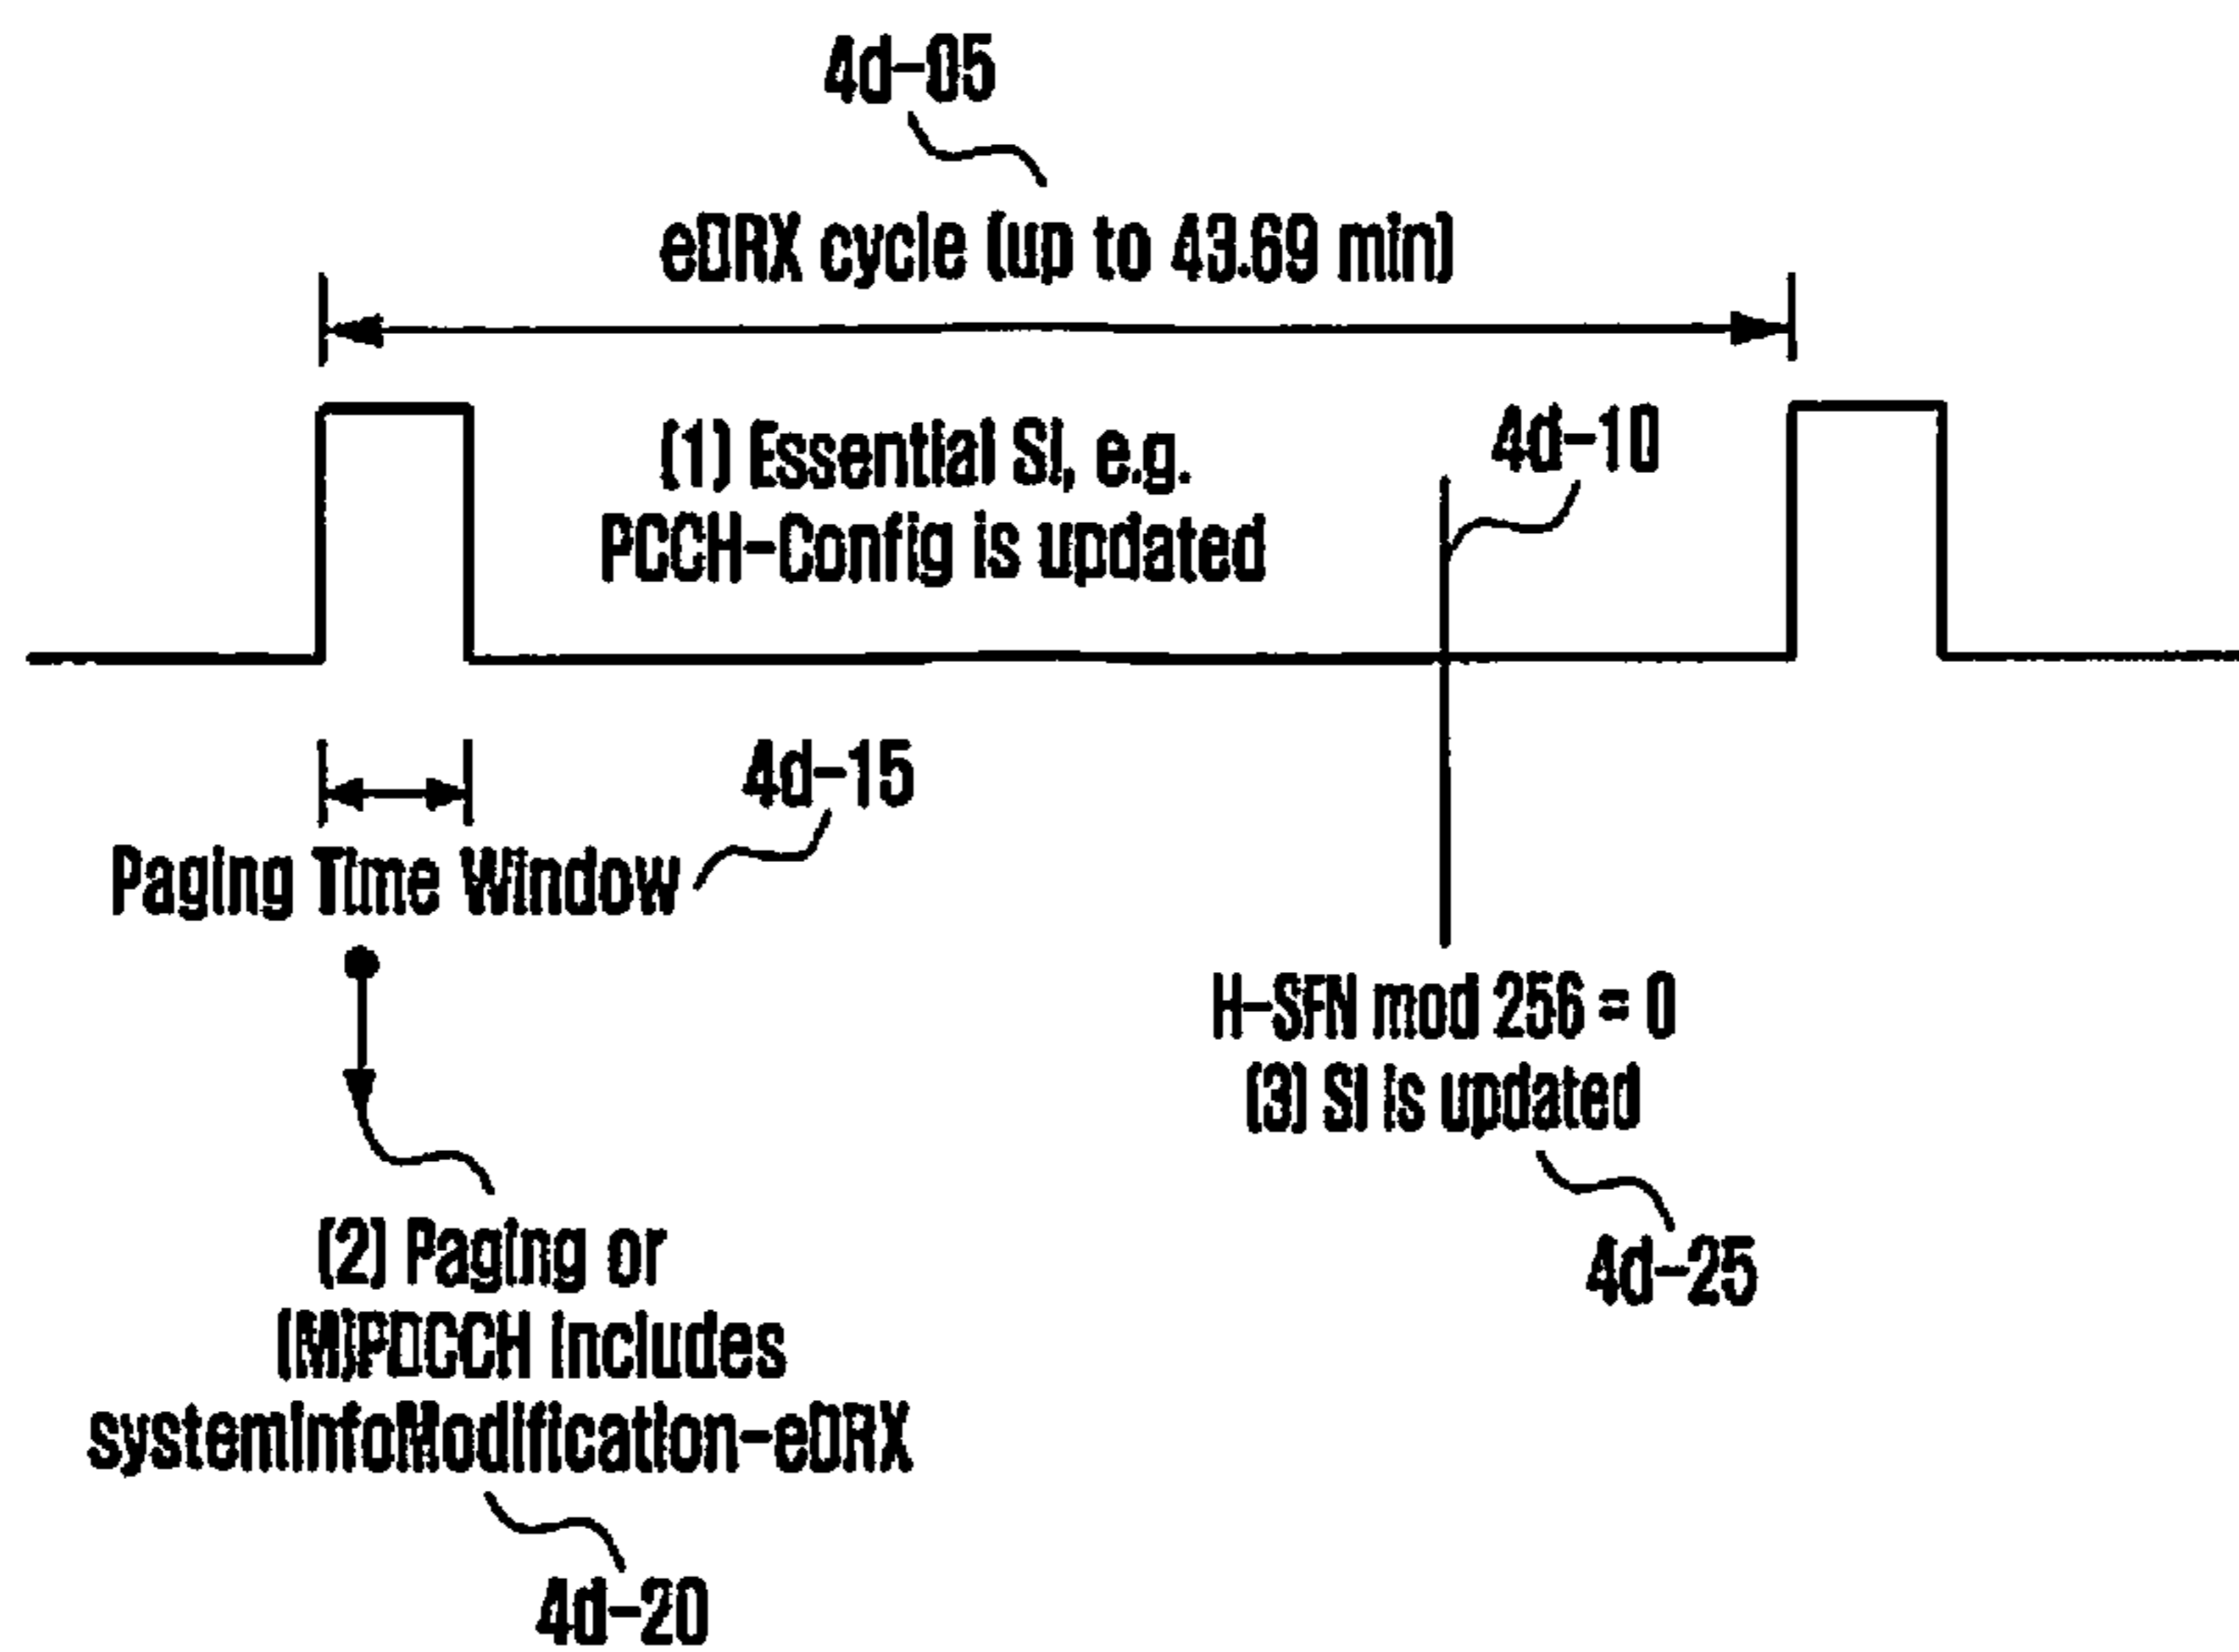 4d-05
eDRX cycle (up to 43.69 min)
(1) Essential SI, e.g.
PCCH-Config is updated
4d-10
4d-15
Paging Time Window
H-SFN mod 256 = 0
(3) SI is updated
4d-25
(2) Paging or
(M)PDCCH includes
systemInfoModification-eDRX
4d-20